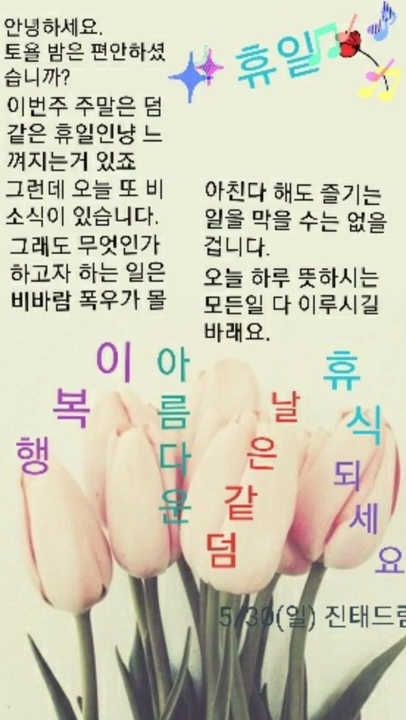 안녕하세요.
토욜 밤은 편안하셨
습니까?
이번주 주말은 덤
같은 휴일인냥 느
껴지는거 있죠
그런데 오늘 또 비
소식이 있습니다.
그래도 무엇인가
하고자 하는 일은
비바람 폭우가 몰
휴일
아친다 해도 즐기는
일을 막을 수는 없을
겁니다.
오늘 하루 뜻하시는
모든일 다 이루시길
바래요.
행복이
아름다운
덤같은날
휴식되세요
5/30(일) 진태드림